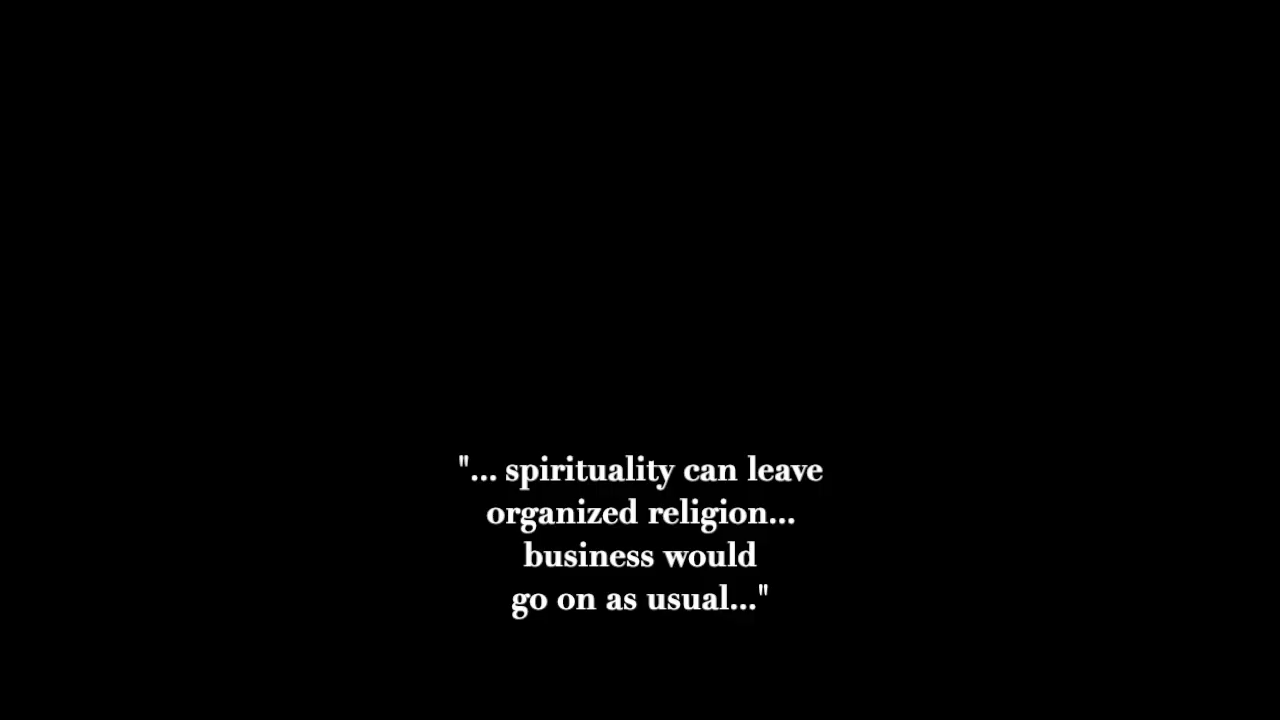 "... spirituality can leave
organized religion...
business would
go on as usual..."